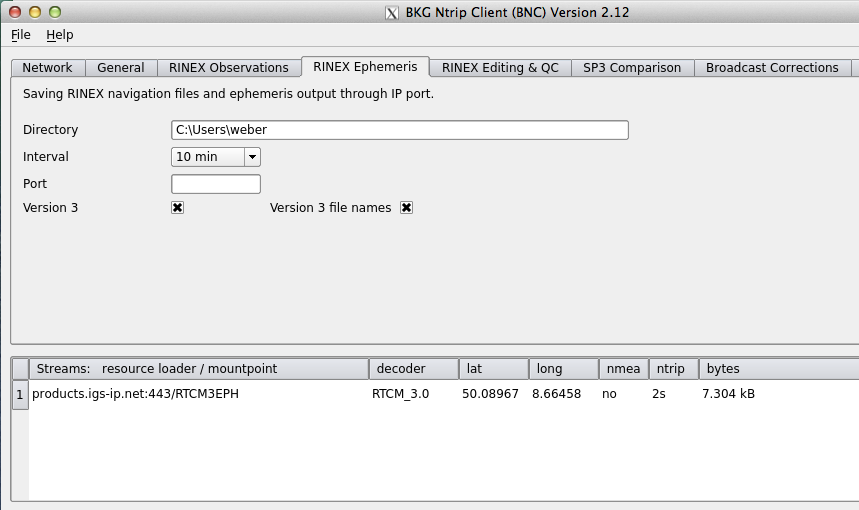 BKG Ntrip Client (BNC) Version 2.12
File Help
Network General RINEX Observations RINEX Ephemeris RINEX Editing & QC SP3 Comparison Broadcast Corrections
Saving RINEX navigation files and ephemeris output through IP port.
Directory C:\Users\weber
Interval 10 min
Port
Version 3 Version 3 file names
Streams: resource loader / mountpoint decoder lat long nmea ntrip bytes
1 products.igs-ip.net:443/RTCM3EPH RTCM_3.0 50.08967 8.66458 no 2s 7.304 kB